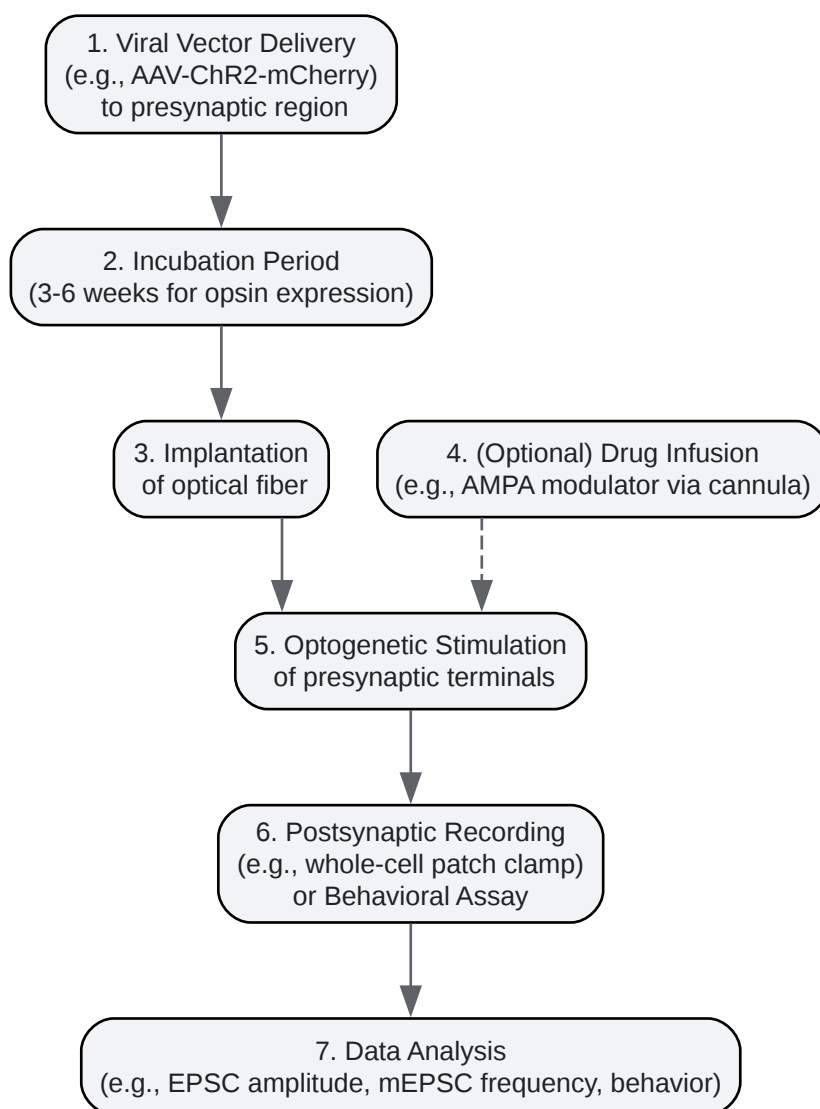 1. Viral Vector Delivery
(e.g., AAV-ChR2-mCherry)
to presynaptic region
2. Incubation Period
(3-6 weeks for opsin expression)
3. Implantation
of optical fiber
4. (Optional) Drug Infusion
(e.g., AMPA modulator via cannula)
5. Optogenetic Stimulation
of presynaptic terminals
6. Postsynaptic Recording
(e.g., whole-cell patch clamp)
or Behavioral Assay
7. Data Analysis
(e.g., EPSC amplitude, mEPSC frequency, behavior)